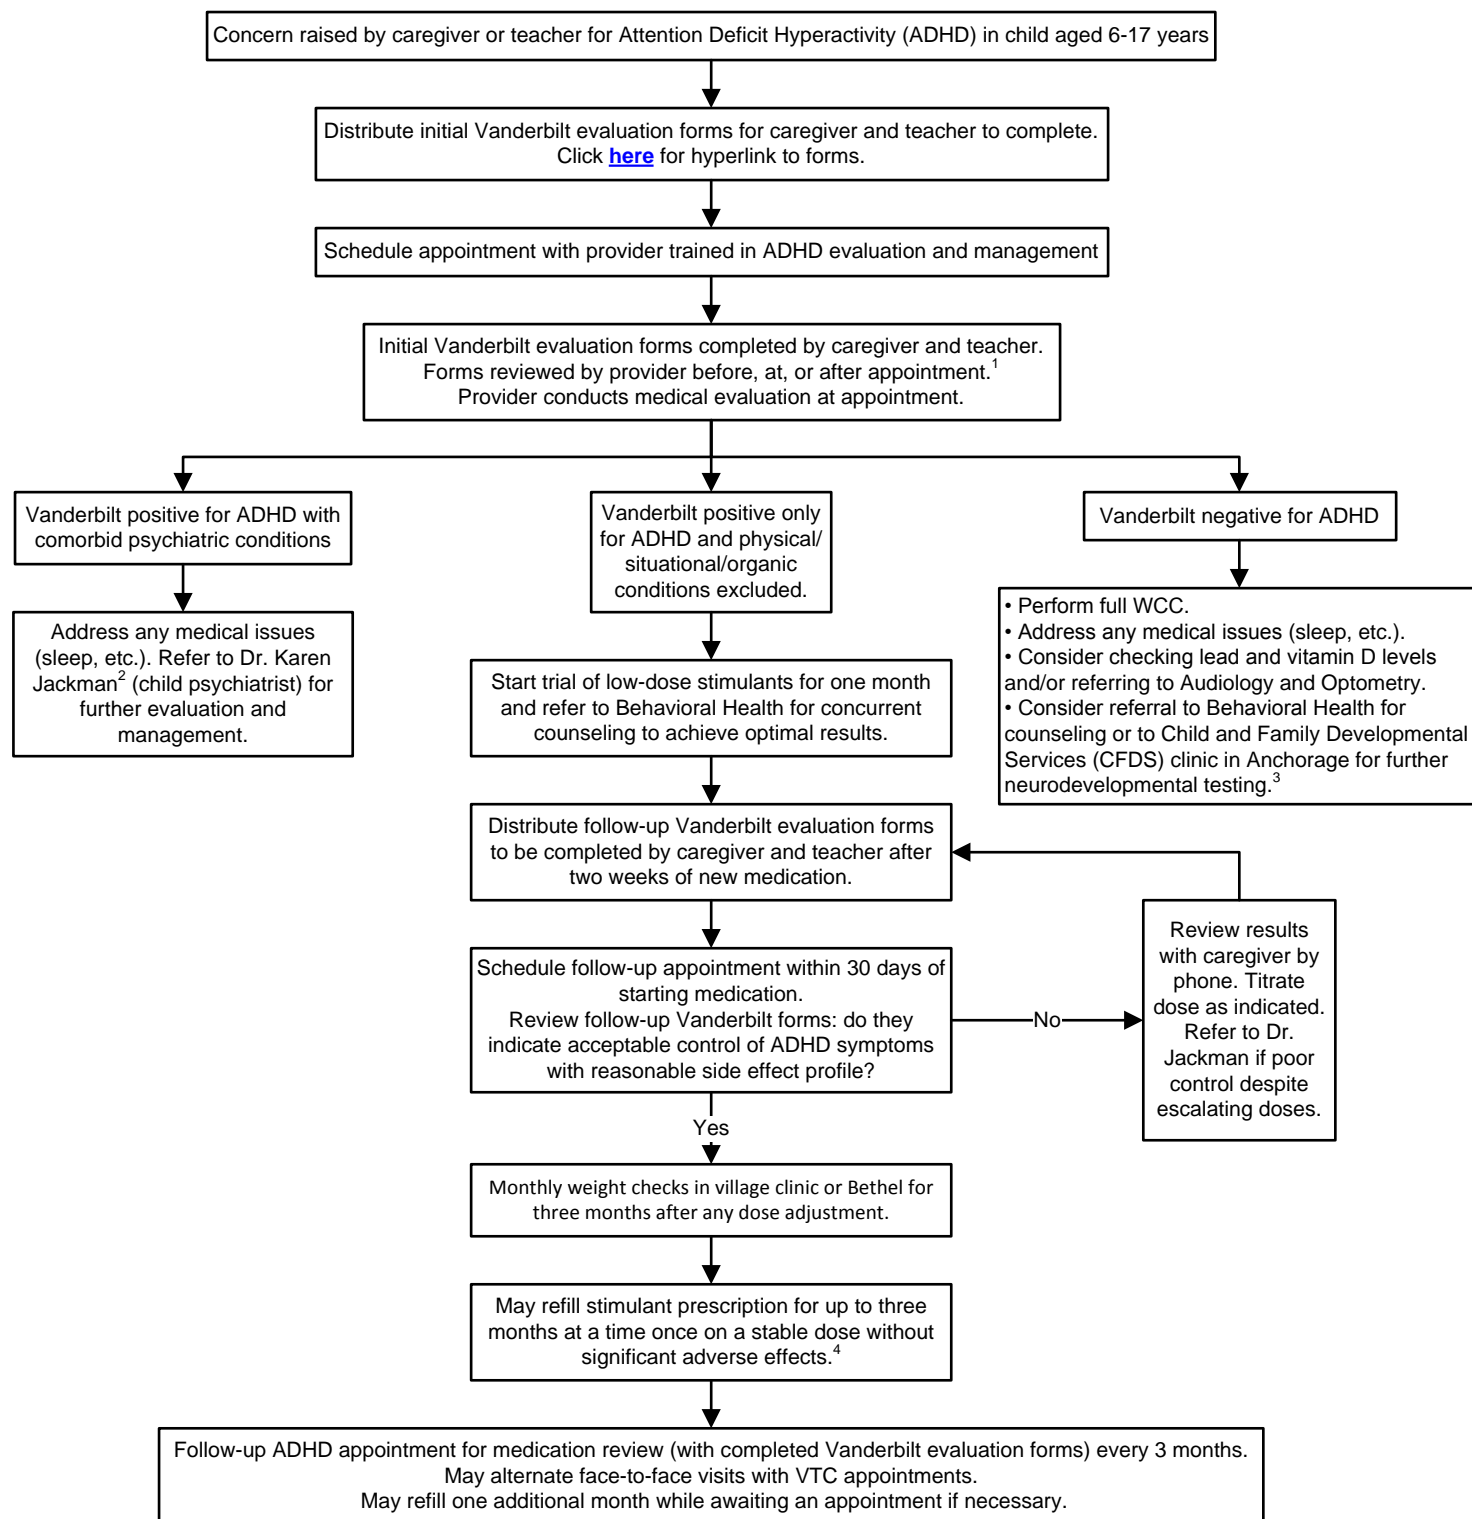 Concern raised by caregiver or teacher for Attention Deficit Hyperactivity (ADHD) in child aged 6-17 years
Distribute initial Vanderbilt evaluation forms for caregiver and teacher to complete.
Click here for hyperlink to forms.
Schedule appointment with provider trained in ADHD evaluation and management
Initial Vanderbilt evaluation forms completed by caregiver and teacher.
Forms reviewed by provider before, at, or after appointment.1
Provider conducts medical evaluation at appointment.
Vanderbilt positive for ADHD with
comorbid psychiatric conditions
Address any medical issues
(sleep, etc.). Refer to Dr. Karen
Jackman2 (child psychiatrist) for
further evaluation and
management.
Vanderbilt positive only
for ADHD and physical/
situational/organic
conditions excluded.
Vanderbilt negative for ADHD
• Perform full WCC.
• Address any medical issues (sleep, etc.).
• Consider checking lead and vitamin D levels
and/or referring to Audiology and Optometry.
• Consider referral to Behavioral Health for
counseling or to Child and Family Developmental
Services (CFDS) clinic in Anchorage for further
neurodevelopmental testing.3
Start trial of low-dose stimulants for one month
and refer to Behavioral Health for concurrent
counseling to achieve optimal results.
Distribute follow-up Vanderbilt evaluation forms
to be completed by caregiver and teacher after
two weeks of new medication.
Schedule follow-up appointment within 30 days of
starting medication.
Review follow-up Vanderbilt forms: do they
indicate acceptable control of ADHD symptoms
with reasonable side effect profile?
No
Review results
with caregiver by
phone. Titrate
dose as indicated.
Refer to Dr.
Jackman if poor
control despite
escalating doses.
Yes
Monthly weight checks in village clinic or Bethel for
three months after any dose adjustment.
May refill stimulant prescription for up to three
months at a time once on a stable dose without
significant adverse effects.4
Follow-up ADHD appointment for medication review (with completed Vanderbilt evaluation forms) every 3 months.
May alternate face-to-face visits with VTC appointments.
May refill one additional month while awaiting an appointment if necessary.